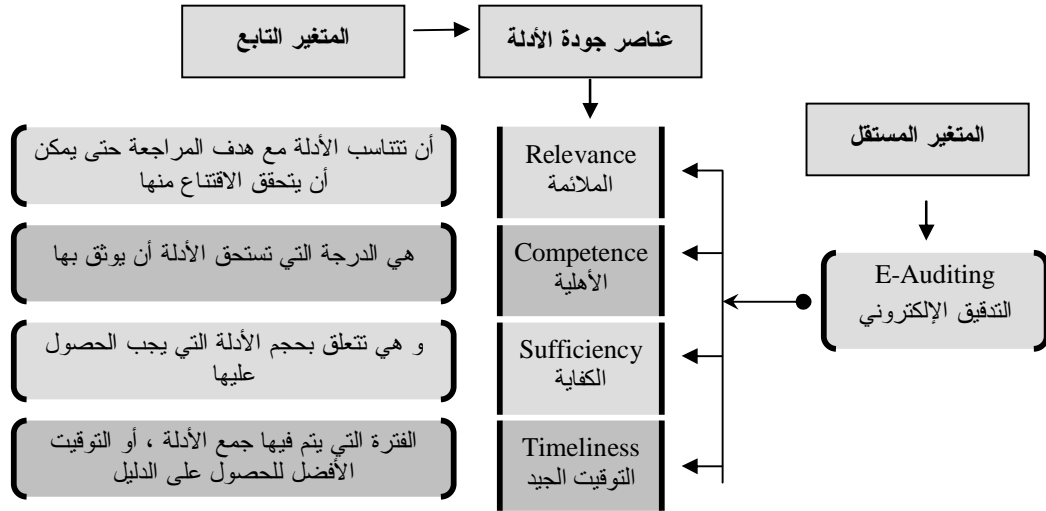 المتغير التابع
عناصر جودة الأدلة
المتغير المستقل
E-Auditing
التدقيق الإلكتروني
Relevance
الملائمة
أن تتناسب الأدلة مع هدف المراجعة حتى يمكن
أن يتحقق الاقتناع منها
Competence
الأهلية
هي الدرجة التي تستحق الأدلة أن يوثق بها
Sufficiency
الكفاية
و هي تتعلق بحجم الأدلة التي يجب الحصول
عليها
Timeliness
التوقيت الجيد
الفترة التي يتم فيها جمع الأدلة ، أو التوقيت
الأفضل للحصول على الدليل